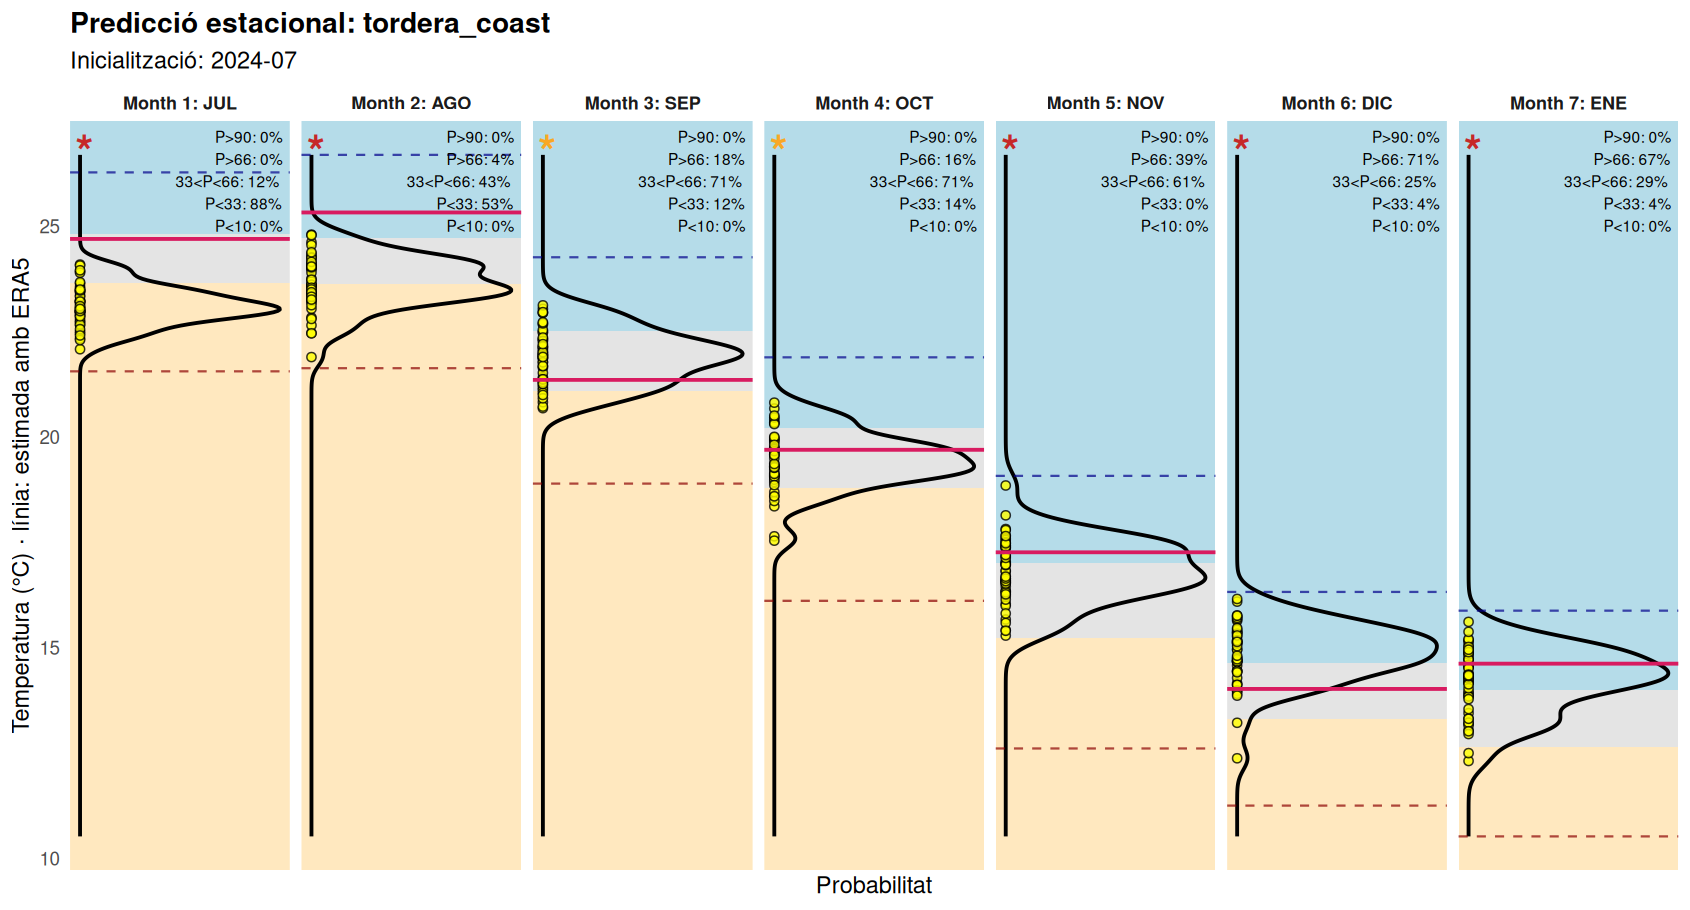 Predicció estacional: tordera_coast
Inicialització: 2024-07
Month 1: JUL
Month 2: AGO
Month 3: SEP
Month 4: OCT
Month 5: NOV
Month 6: DIC
Month 7: ENE
*
P>90: 0%
P>66: 0%
33<P<66: 12%
P<33: 88%
P<10: 0%
*
P>90: 0%
P>66: 4%
33<P<66: 43%
P<33: 53%
P<10: 0%
*
P>90: 0%
P>66: 18%
33<P<66: 71%
P<33: 12%
P<10: 0%
*
P>90: 0%
P>66: 16%
33<P<66: 71%
P<33: 14%
P<10: 0%
*
P>90: 0%
P>66: 39%
33<P<66: 61%
P<33: 0%
P<10: 0%
*
P>90: 0%
P>66: 71%
33<P<66: 25%
P<33: 4%
P<10: 0%
*
P>90: 0%
P>66: 67%
33<P<66: 29%
P<33: 4%
P<10: 0%
25
20
15
10
Temperatura (°C) · línia: estimada amb ERA5
Probabilitat